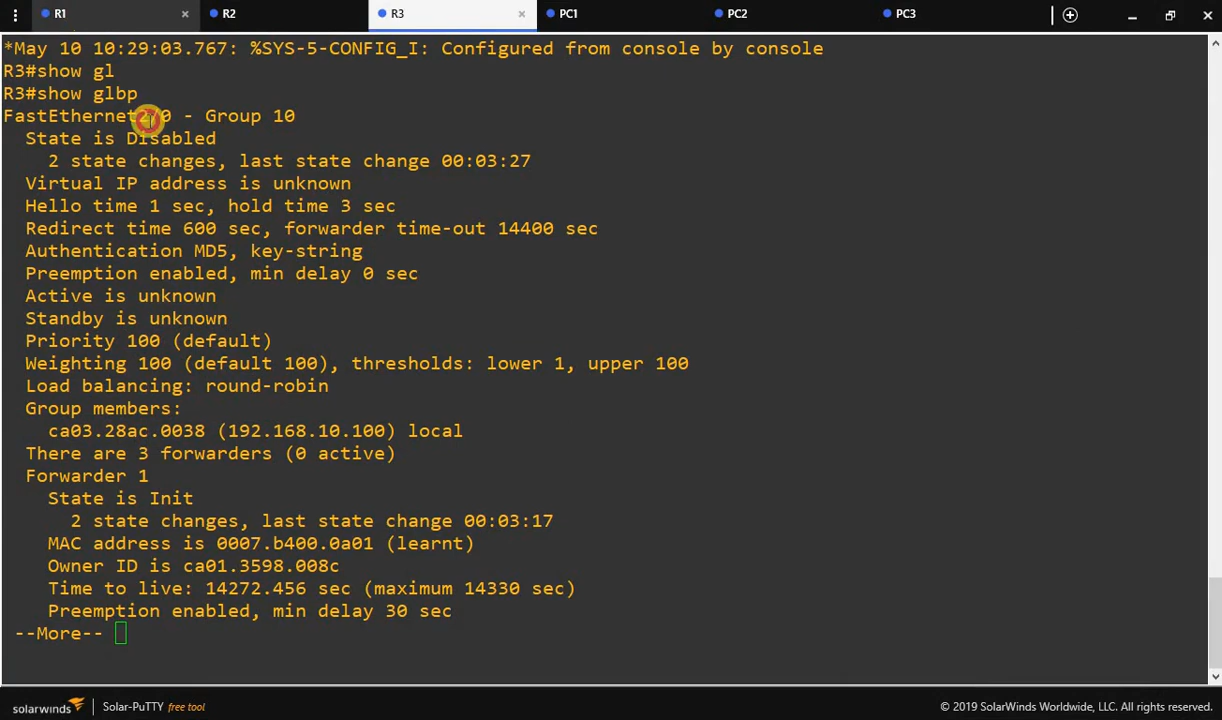 R1 × R2 R3 × PC1 PC2 PC3
*May 10 10:29:03.767: %SYS-5-CONFIG_I: Configured from console by console
R3#show gl
R3#show glbp
FastEthernet2/0 - Group 10
State is Disabled
2 state changes, last state change 00:03:27
Virtual IP address is unknown
Hello time 1 sec, hold time 3 sec
Redirect time 600 sec, forwarder time-out 14400 sec
Authentication MD5, key-string
Preemption enabled, min delay 0 sec
Active is unknown
Standby is unknown
Priority 100 (default)
Weighting 100 (default 100), thresholds: lower 1, upper 100
Load balancing: round-robin
Group members:
ca03.28ac.0038 (192.168.10.100) local
There are 3 forwarders (0 active)
Forwarder 1
State is Init
2 state changes, last state change 00:03:17
MAC address is 0007.b400.0a01 (learnt)
Owner ID is ca01.3598.008c
Time to live: 14272.456 sec (maximum 14330 sec)
Preemption enabled, min delay 30 sec
--More--
solarwinds | Solar-PuTTY free tool © 2019 SolarWinds Worldwide, LLC. All rights reserved.